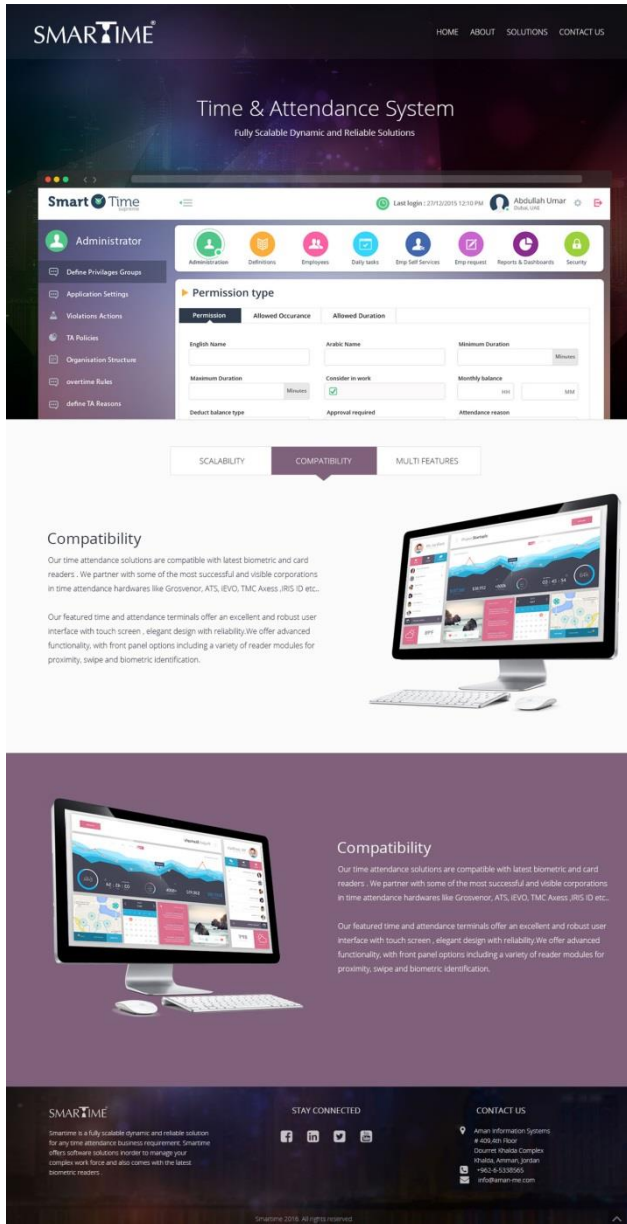 SMARTIME®
HOME ABOUT SOLUTIONS CONTACT US
Time & Attendance System
Fully Scalable Dynamic and Reliable Solutions
Smart Time
Last login : 27/12/2015 12:10 PM
Abdullah Umar
Dubai, UAE
Administrator
Administration Definitions Employees Daily tasks Emp Self Services Emp request Reports & Dashboards Security
Define Privilages Groups
Application Settings
Violations Actions
TA Policies
Organisation Structure
overtime Rules
define TA Reasons
Permission type
Permission Allowed Occurance Allowed Duration
English Name Arabic Name Minimum Duration
Minutes
Maximum Duration Consider in work Monthly balance
Minutes HH MM
Deduct balance type Approval required Attendance reason
SCALABILITY COMPATIBILITY MULTI FEATURES
Compatibility
Our time attendance solutions are compatible with latest biometric and card
readers . We partner with some of the most successful and visible corporations
in time attendance hardwares like Grosvenor, ATS, iEVO, TMC Axess ,IRIS ID etc..
Our featured time and attendance terminals offer an excellent and robust user
interface with touch screen , elegant design with reliability.We offer advanced
functionality, with front panel options including a variety of reader modules for
proximity, swipe and biometric identification.
Compatibility
Our time attendance solutions are compatible with latest biometric and card
readers . We partner with some of the most successful and visible corporations
in time attendance hardwares like Grosvenor, ATS, iEVO, TMC Axess ,IRIS ID etc..
Our featured time and attendance terminals offer an excellent and robust user
interface with touch screen , elegant design with reliability.We offer advanced
functionality, with front panel options including a variety of reader modules for
proximity, swipe and biometric identification.
SMARTIME
Smartime is a fully scalable dynamic and reliable solution
for any time attendance business requirement. Smartime
offers software solutions inorder to manage your
complex work force and also comes with the latest
biometric readers .
STAY CONNECTED
CONTACT US
Aman Information Systems
# 409,4th Floor
Dourret Khalda Complex
Khalda, Amman, Jordan
+962-6-5338565
info@aman-me.com
Smartime 2016. All rights reserved